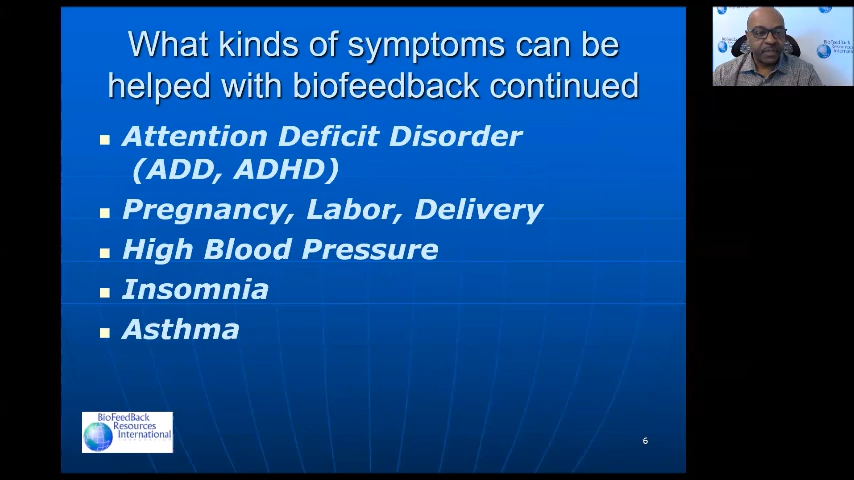 What kinds of symptoms can be
helped with biofeedback continued
Attention Deficit Disorder
(ADD, ADHD)
Pregnancy, Labor, Delivery
High Blood Pressure
Insomnia
Asthma
BioFeedBack
Resources
International
6